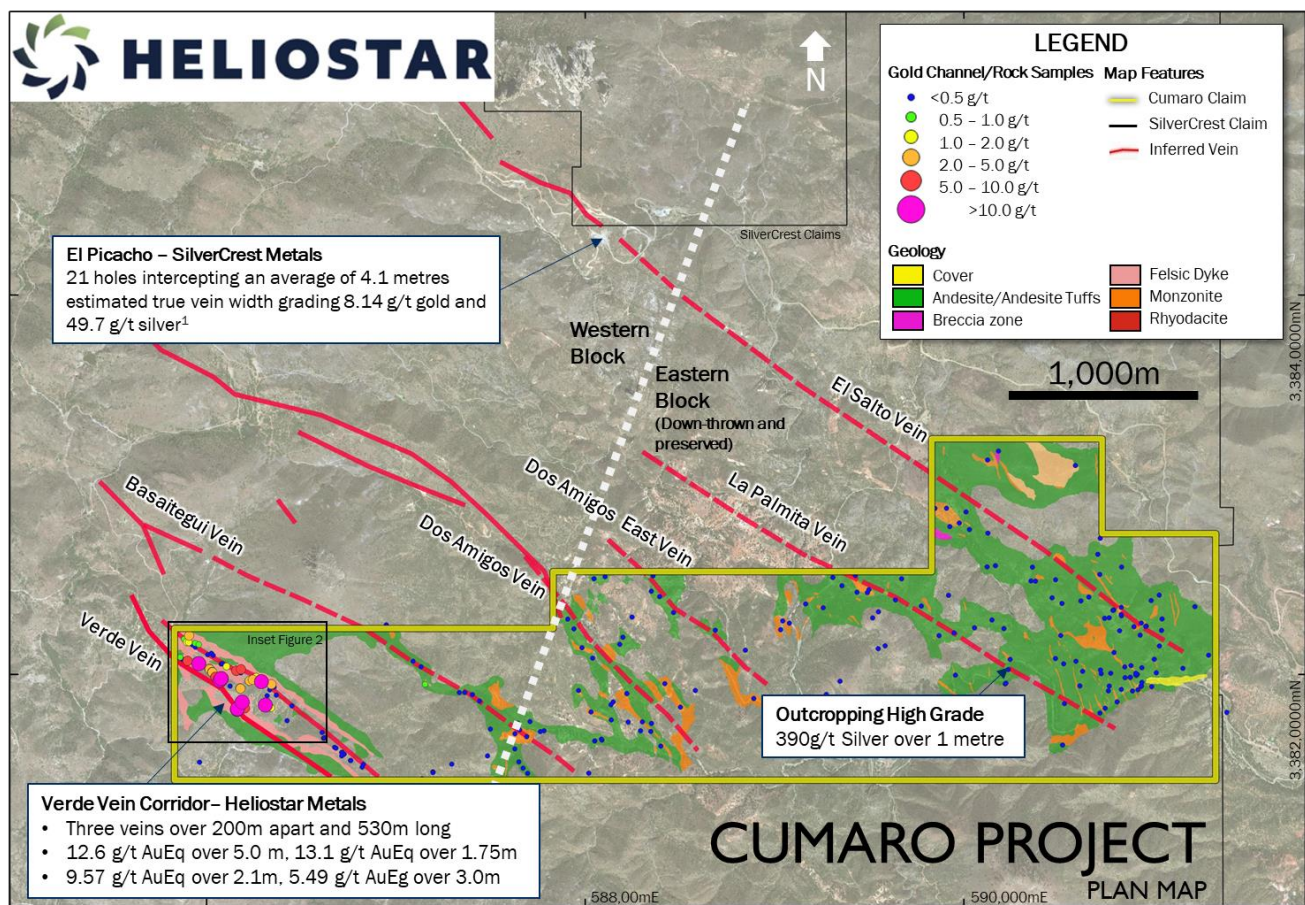 HELIOSTAR
N
LEGEND
Gold Channel/Rock Samples
<0.5 g/t
0.5 – 1.0 g/t
1.0 – 2.0 g/t
2.0 – 5.0 g/t
5.0 – 10.0 g/t
>10.0 g/t
Map Features
Cumaro Claim
SilverCrest Claim
Inferred Vein
Geology
Cover
Andesite/Andesite Tuffs
Breccia zone
Felsic Dyke
Monzonite
Rhyodacite
SilverCrest Claims
El Picacho – SilverCrest Metals
21 holes intercepting an average of 4.1 metres
estimated true vein width grading 8.14 g/t gold and
49.7 g/t silver¹
Western
Block
Eastern
Block
(Down-thrown and
preserved)
1,000m
3,384,0000mN
El Salto Vein
La Palmita Vein
Dos Amigos East Vein
Dos Amigos Vein
Basaitegui Vein
Verde Vein
Inset Figure 2
Outcropping High Grade
390g/t Silver over 1 metre
3,382,0000mN
Verde Vein Corridor– Heliostar Metals
• Three veins over 200m apart and 530m long
• 12.6 g/t AuEq over 5.0 m, 13.1 g/t AuEq over 1.75m
• 9.57 g/t AuEq over 2.1m, 5.49 g/t AuEg over 3.0m
CUMARO PROJECT
PLAN MAP
588,00mE
590,000mE